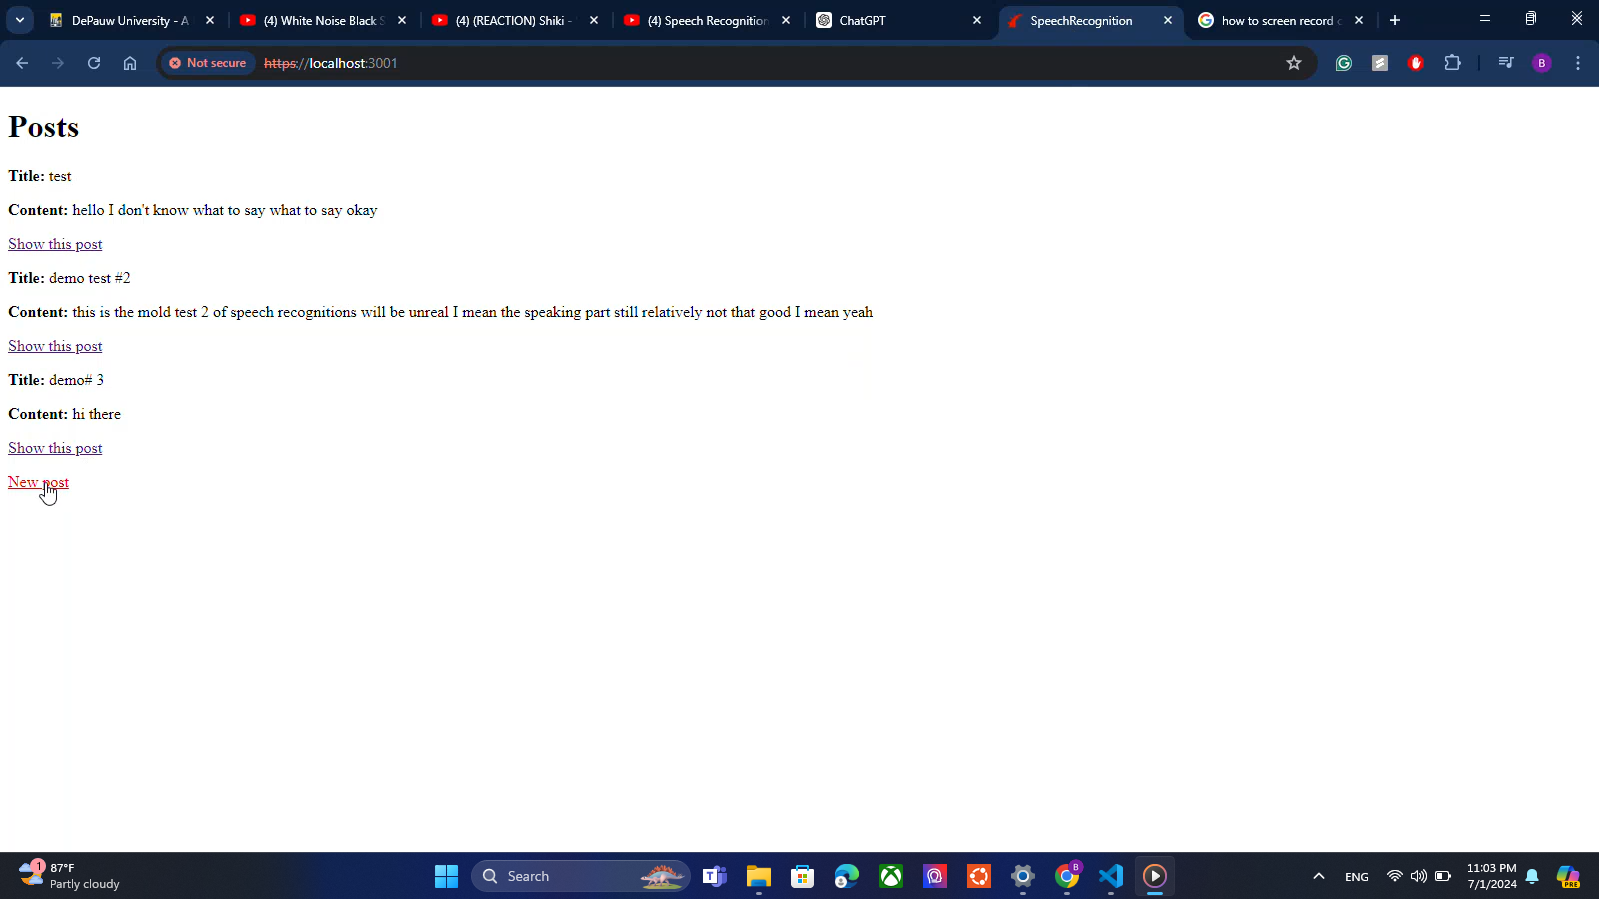 DePauw University - A
(4) White Noise Black S
(4) (REACTION) Shiki -
(4) Speech Recognition
ChatGPT
SpeechRecognition
how to screen record
Not secure
https://localhost:3001
B
Posts
Title: test
Content: hello I don't know what to say what to say okay
Show this post
Title: demo test #2
Content: this is the mold test 2 of speech recognitions will be unreal I mean the speaking part still relatively not that good I mean yeah
Show this post
Title: demo# 3
Content: hi there
Show this post
New post
1
87°F
Partly cloudy
Search
B
ENG
11:03 PM
7/1/2024
PRE